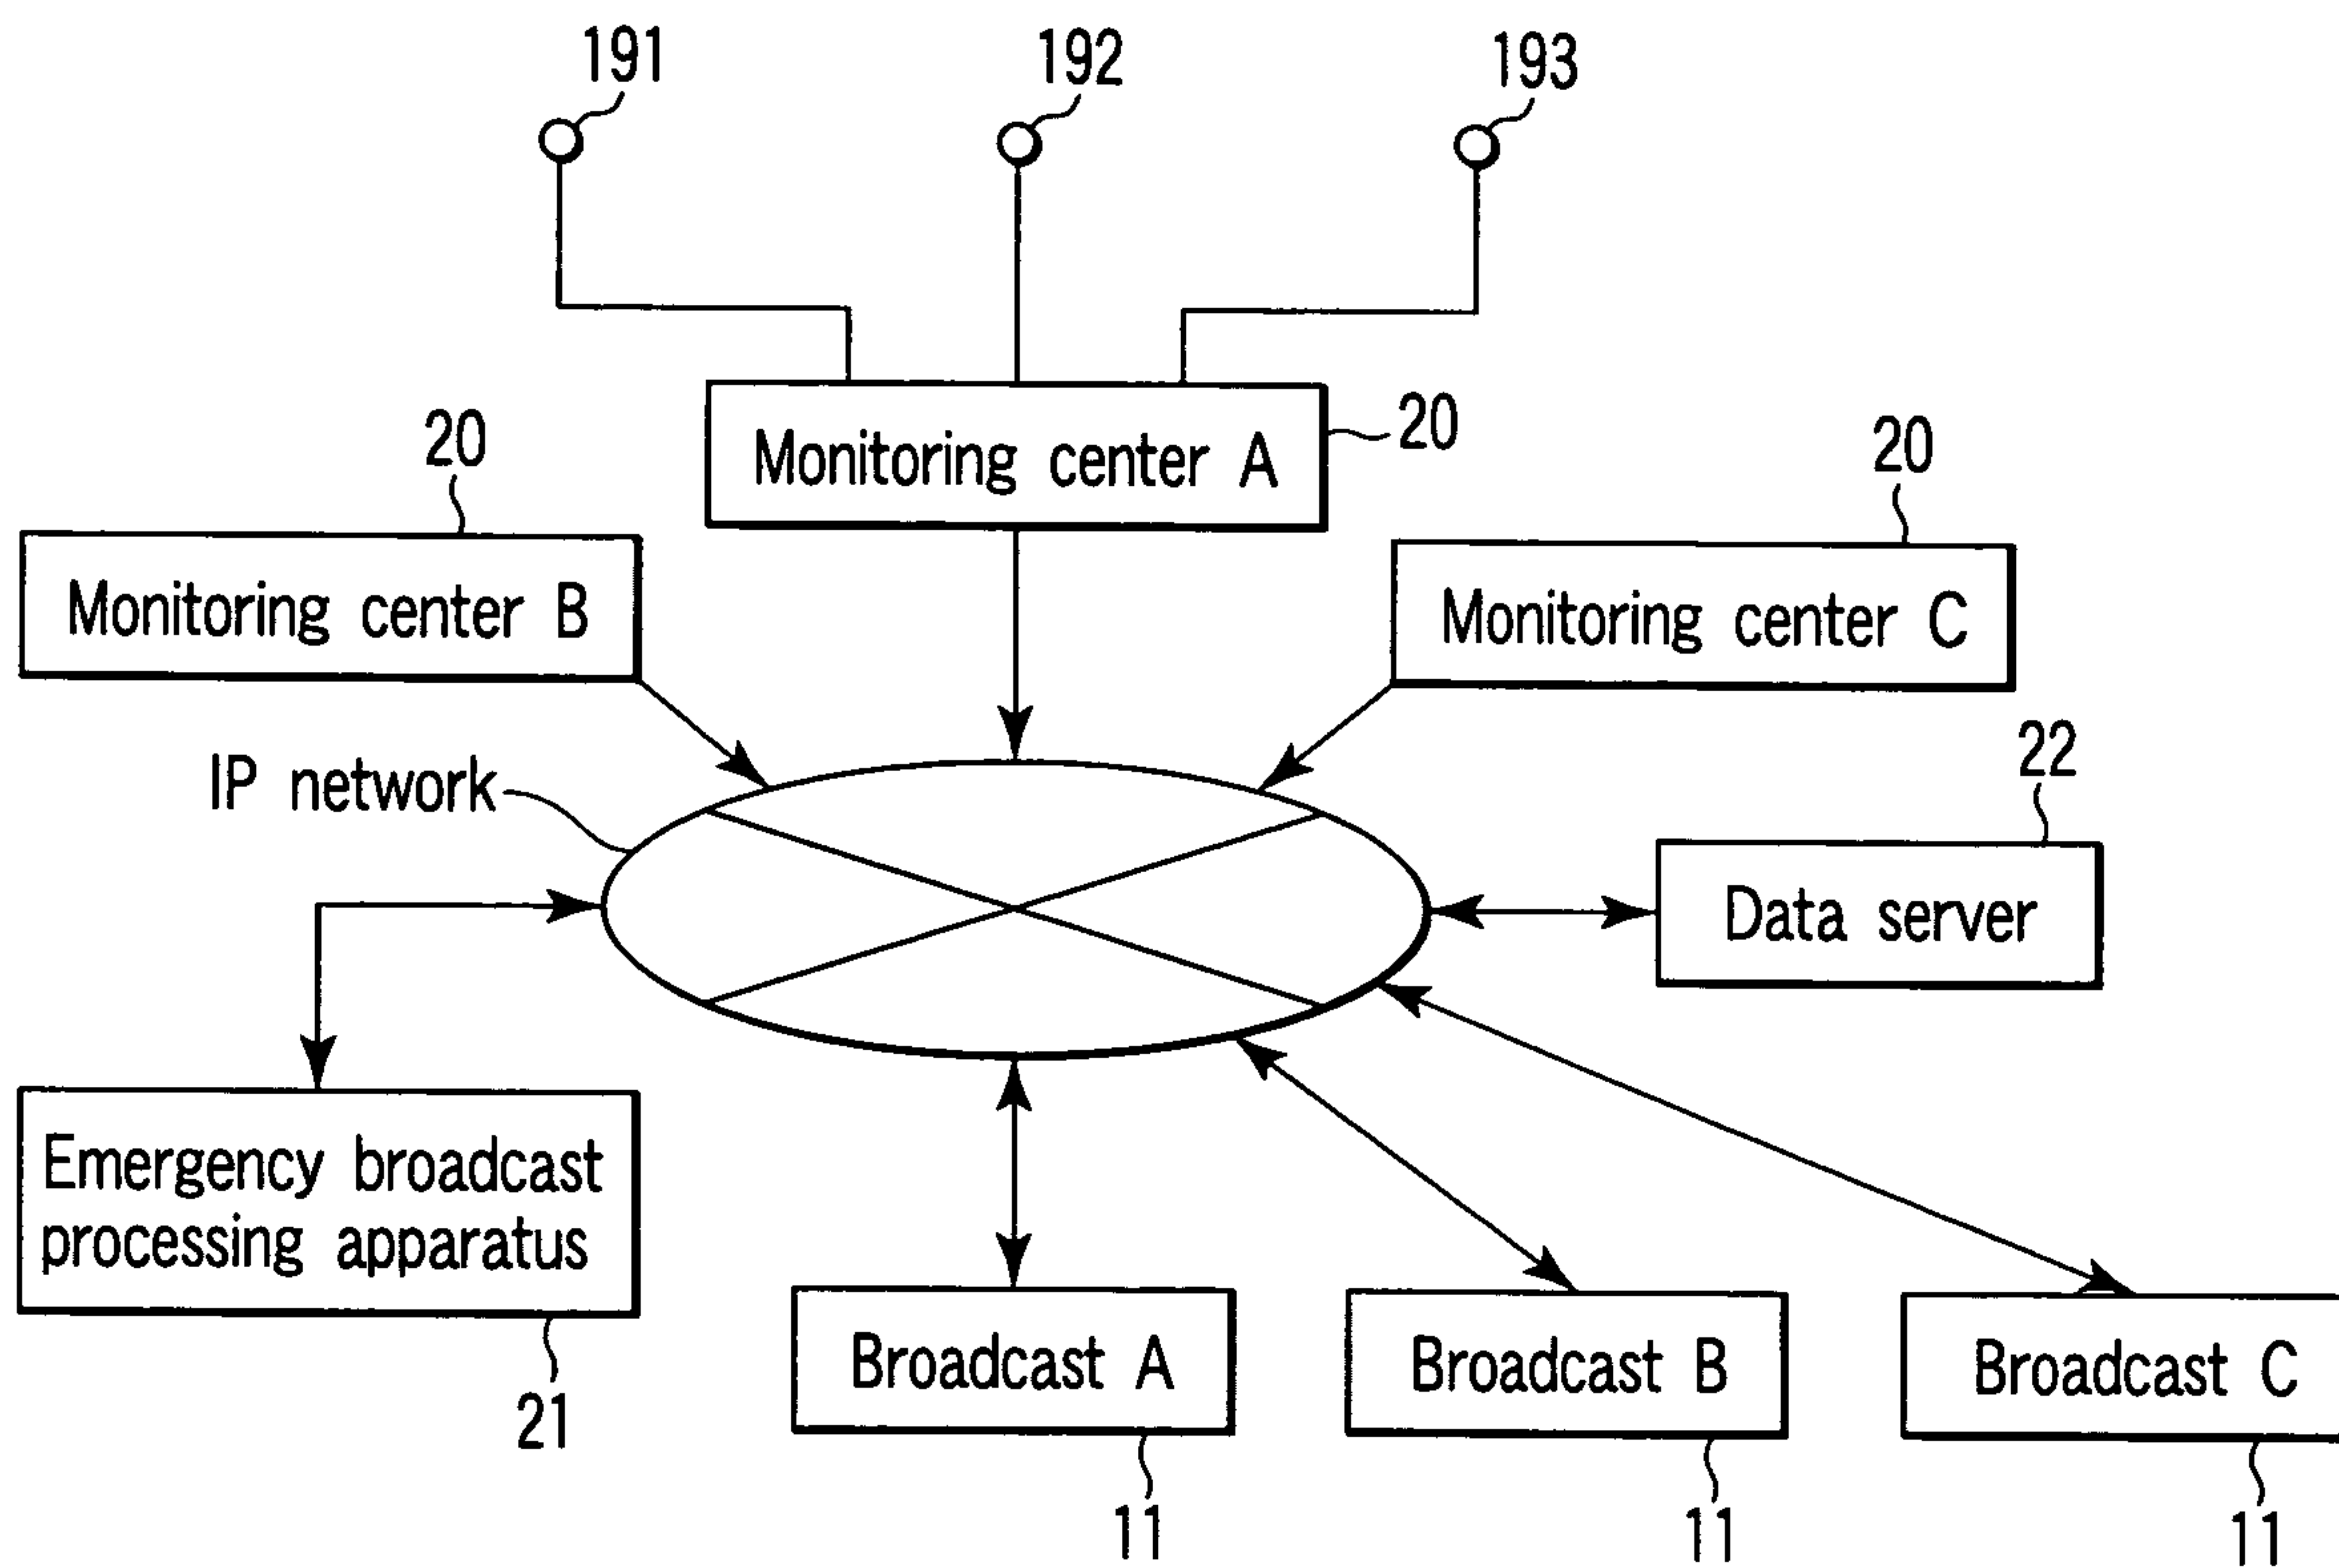 191
192
193
20
Monitoring center A
20
Monitoring center B
20
Monitoring center C
IP network
22
Data server
Emergency broadcast
processing apparatus
21
Broadcast A
11
Broadcast B
11
Broadcast C
11